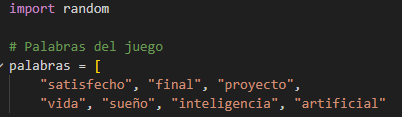 import random
# Palabras del juego
palabras = [
"satisfecho", "final", "proyecto",
"vida", "sueño", "inteligencia", "artificial"